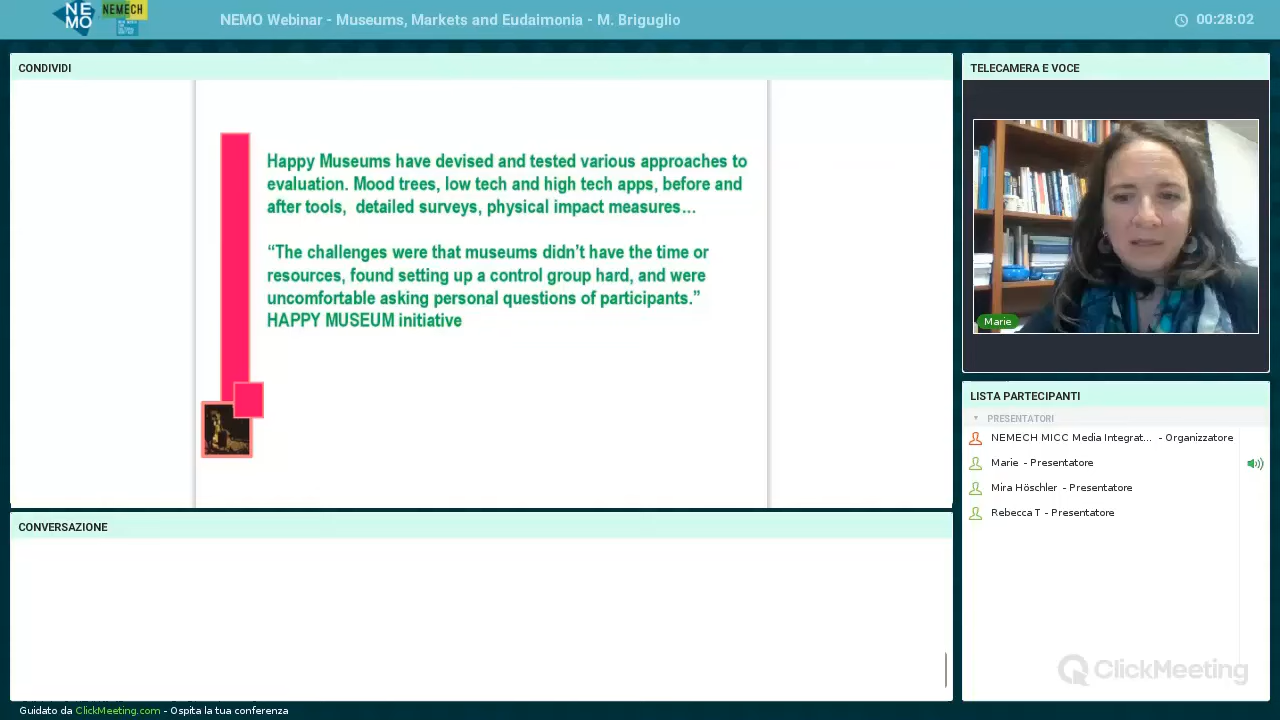 NE
MO
NEMECH
NEMO Webinar - Museums, Markets and Eudaimonia - M. Briguglio
00:28:02
CONDIVIDI
Happy Museums have devised and tested various approaches to
evaluation. Mood trees, low tech and high tech apps, before and
after tools,  detailed surveys, physical impact measures…
“The challenges were that museums didn’t have the time or
resources, found setting up a control group hard, and were
uncomfortable asking personal questions of participants.”
HAPPY MUSEUM initiative
TELECAMERA E VOCE
Marie
LISTA PARTECIPANTI
PRESENTATORI
NEMECH MICC Media Integrat... - Organizzatore
Marie - Presentatore
Mira Höschler - Presentatore
Rebecca T - Presentatore
CONVERSAZIONE
ClickMeeting
Guidato da ClickMeeting.com - Ospita la tua conferenza